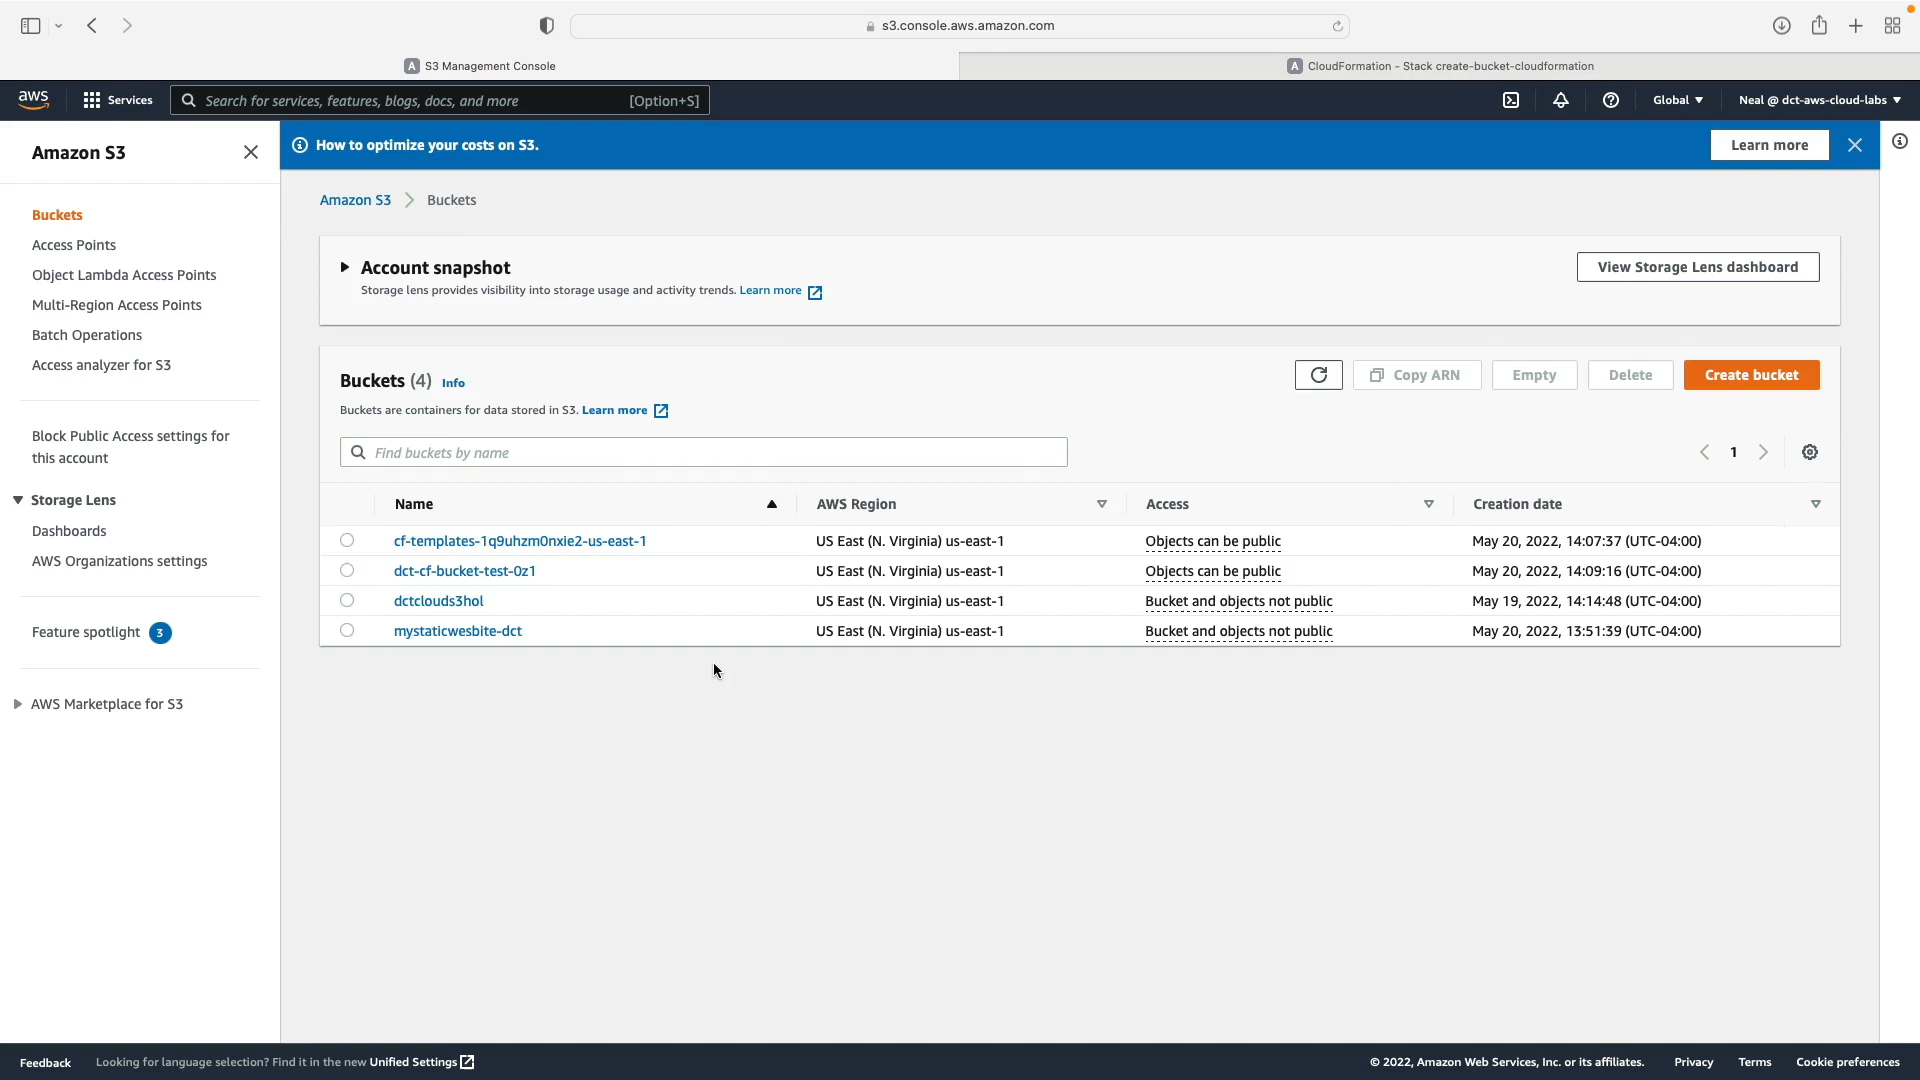 s3.console.aws.amazon.com
A S3 Management Console
A CloudFormation - Stack create-bucket-cloudformation
aws
Services
Search for services, features, blogs, docs, and more [Option+S]
Global
Neal @ dct-aws-cloud-labs
Amazon S3
Buckets
Access Points
Object Lambda Access Points
Multi-Region Access Points
Batch Operations
Access analyzer for S3
Block Public Access settings for
this account
Storage Lens
Dashboards
AWS Organizations settings
Feature spotlight 3
AWS Marketplace for S3
How to optimize your costs on S3.
Learn more
Amazon S3 Buckets
Account snapshot
Storage lens provides visibility into storage usage and activity trends. Learn more
View Storage Lens dashboard
Buckets (4) Info
Buckets are containers for data stored in S3. Learn more
Copy ARN
Empty
Delete
Create bucket
Find buckets by name
1
Name AWS Region Access Creation date
cf-templates-1q9uhzm0nxie2-us-east-1 US East (N. Virginia) us-east-1 Objects can be public May 20, 2022, 14:07:37 (UTC-04:00)
dct-cf-bucket-test-0z1 US East (N. Virginia) us-east-1 Objects can be public May 20, 2022, 14:09:16 (UTC-04:00)
dctclouds3hol US East (N. Virginia) us-east-1 Bucket and objects not public May 19, 2022, 14:14:48 (UTC-04:00)
mystaticwesbite-dct US East (N. Virginia) us-east-1 Bucket and objects not public May 20, 2022, 13:51:39 (UTC-04:00)
Feedback
Looking for language selection? Find it in the new Unified Settings
© 2022, Amazon Web Services, Inc. or its affiliates.
Privacy
Terms
Cookie preferences